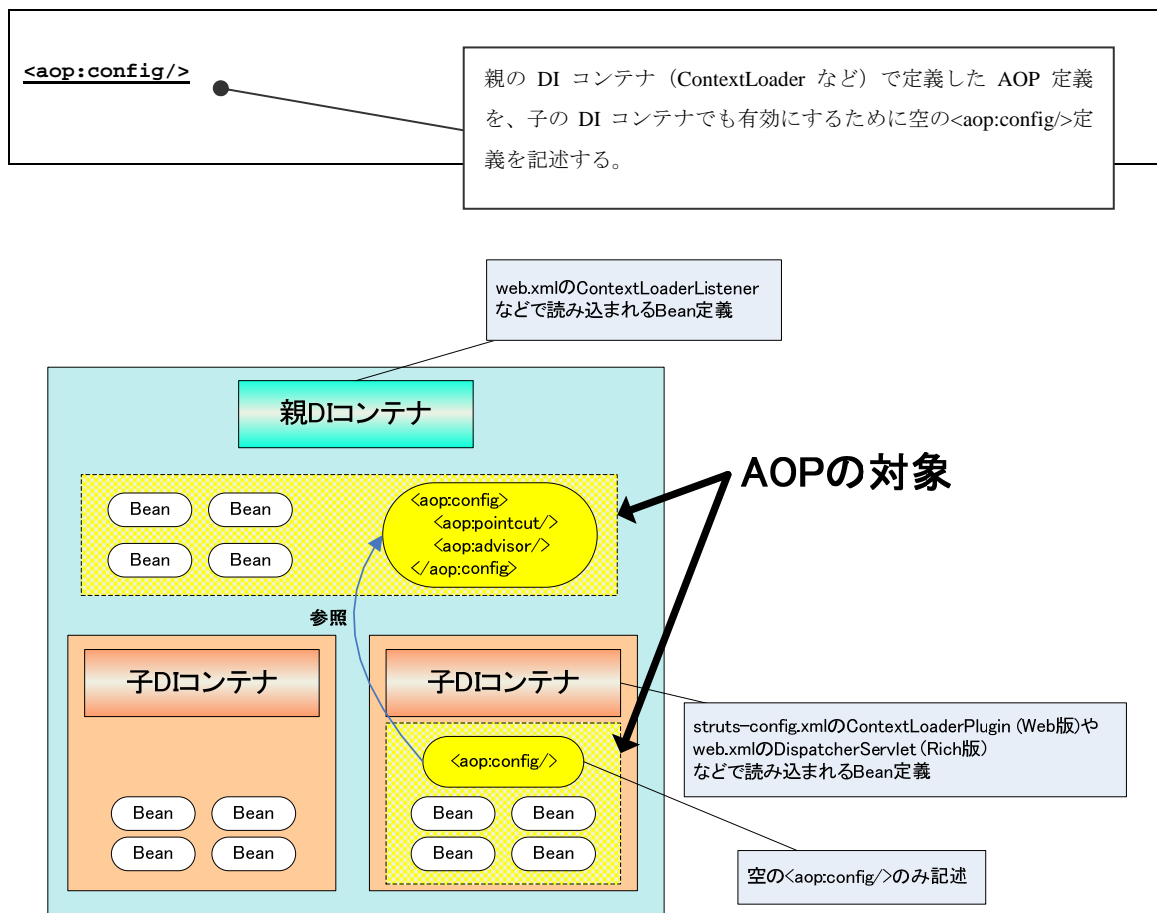 <aop:config/>
親の DI コンテナ（ContextLoader など）で定義した AOP 定義
を、子の DI コンテナでも有効にするために空の<aop:config/>定
義を記述する。
web.xmlのContextLoaderListener
などで読み込まれるBean定義
親DIコンテナ
AOPの対象
Bean
Bean
Bean
Bean
<aop:config>
<aop:pointcut/>
<aop:advisor/>
</aop:config>
参照
子DIコンテナ
Bean
Bean
Bean
Bean
子DIコンテナ
<aop:config/>
Bean
Bean
Bean
Bean
struts-config.xmlのContextLoaderPlugin（Web版）や
web.xmlのDispatcherServlet（Rich版）
などで読み込まれるBean定義
空の<aop:config/>のみ記述